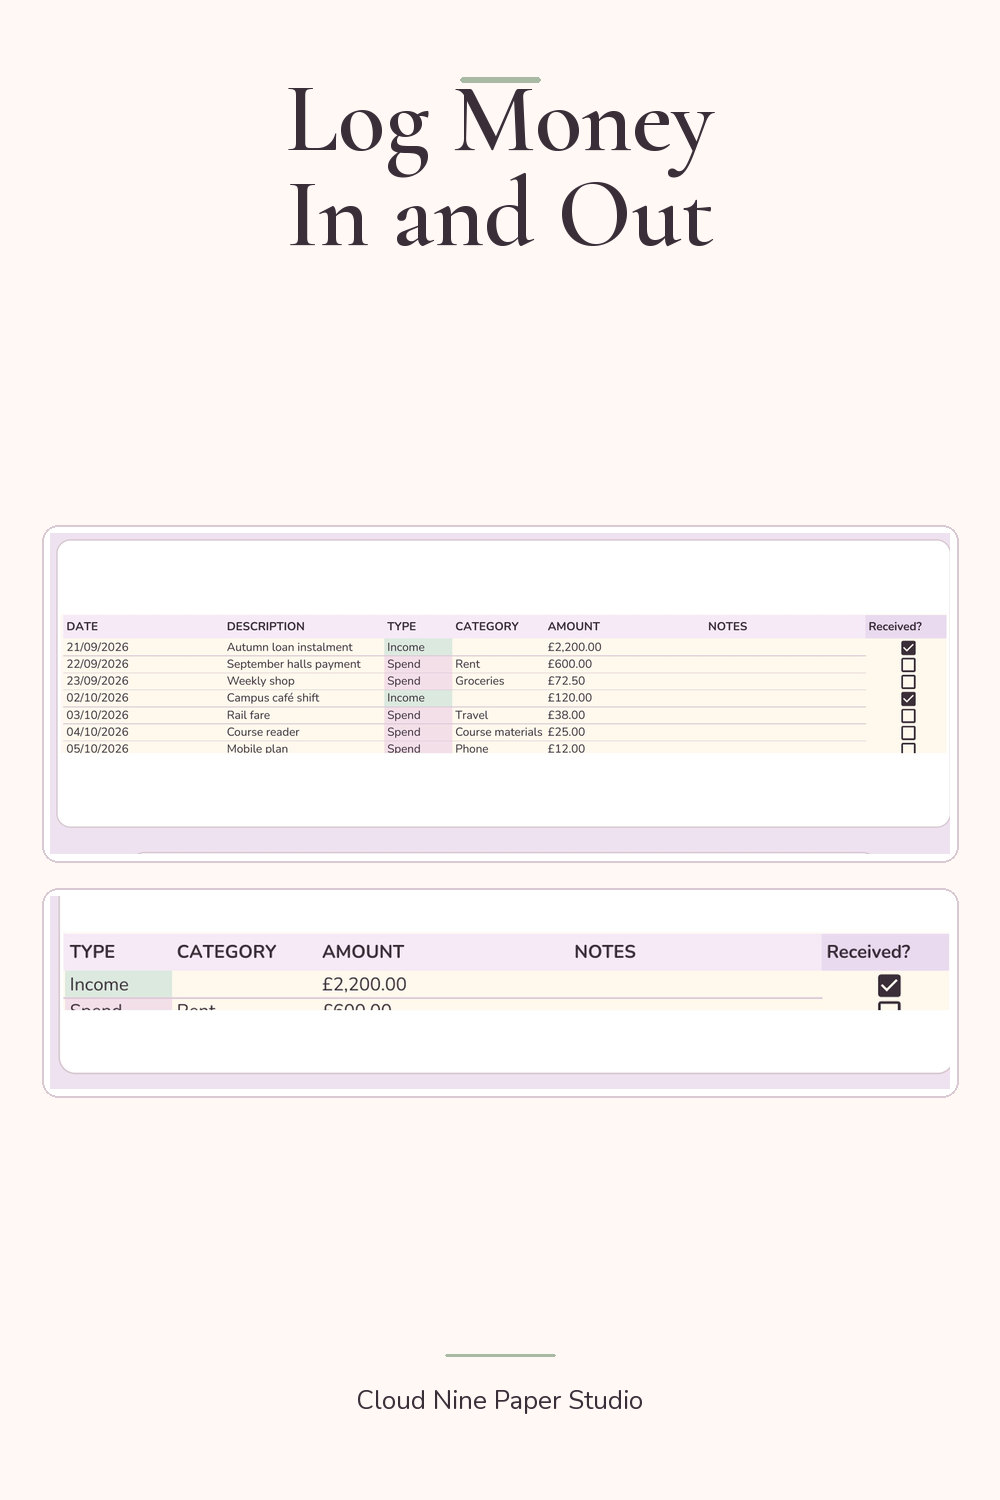 Log Money
In and Out
DATE DESCRIPTION TYPE CATEGORY AMOUNT NOTES Received?
21/09/2026 Autumn loan instalment Income £2,200.00
22/09/2026 September halls payment Spend Rent £600.00
23/09/2026 Weekly shop Spend Groceries £72.50
02/10/2026 Campus café shift Income £120.00
03/10/2026 Rail fare Spend Travel £38.00
04/10/2026 Course reader Spend Course materials £25.00
05/10/2026 Mobile plan Spend Phone £12.00
TYPE CATEGORY AMOUNT NOTES Received?
Income £2,200.00
Spend Rent £600.00
Cloud Nine Paper Studio